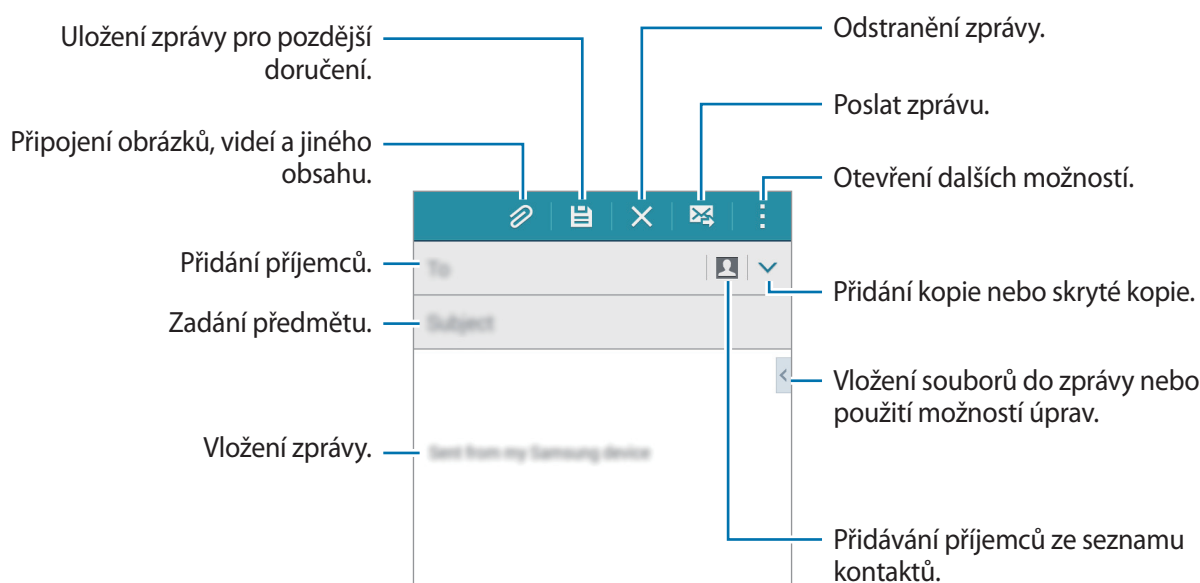 Uložení zprávy pro pozdější
doručení.
Odstranění zprávy.
Poslat zprávu.
Připojení obrázků, videí a jiného
obsahu.
Otevření dalších možností.
Přidání příjemců.
To
Přidání kopie nebo skryté kopie.
Zadání předmětu.
Subject
Vložení souborů do zprávy nebo
použití možností úprav.
Vložení zprávy.
Sent from my Samsung device
Přidávání příjemců ze seznamu
kontaktů.